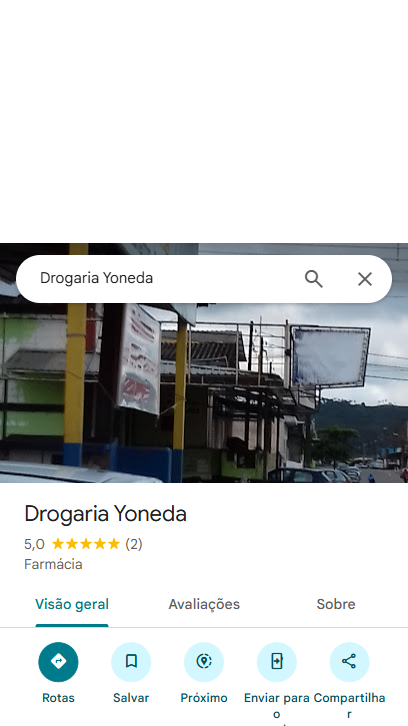 Drogaria Yoneda
Drogaria Yoneda
5,0 (2)
Farmácia
Visão geral Avaliações Sobre
Rotas Salvar Próximo Enviar para o Compartilhar